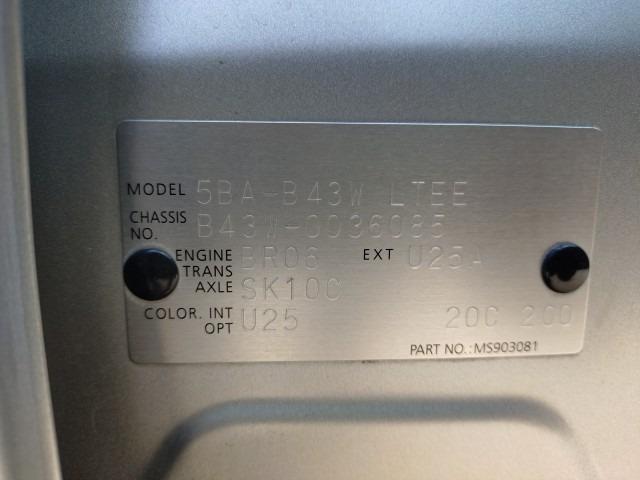 MODEL 5BA-B43W LTEE
CHASSIS NO. B43W-0036085
ENGINE BR06 EXT U25A
TRANS AXLE SK10C
COLOR. INT OPT U25 20C 200
PART NO.:MS903081